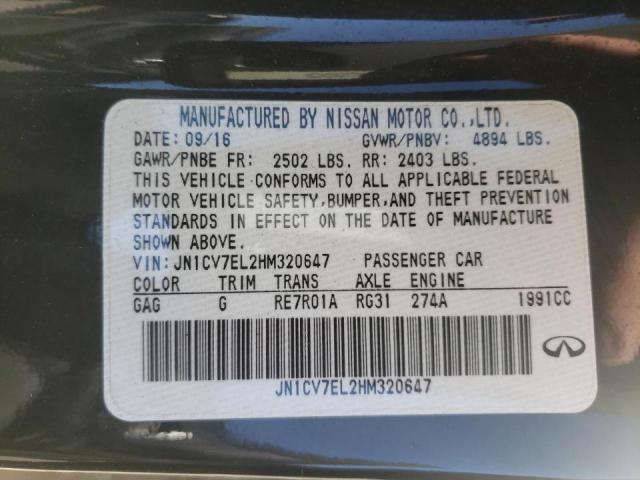 MANUFACTURED BY NISSAN MOTOR CO.,LTD.
DATE: 09/16 GVWR/PNBV: 4894 LBS.
GAWR/PNBE FR: 2502 LBS. RR: 2403 LBS.
THIS VEHICLE CONFORMS TO ALL APPLICABLE FEDERAL
MOTOR VEHICLE SAFETY, BUMPER, AND THEFT PREVENTION
STANDARDS IN EFFECT ON THE DATE OF MANUFACTURE
SHOWN ABOVE.
VIN: JN1CV7EL2HM320647 PASSENGER CAR
COLOR TRIM TRANS AXLE ENGINE
GAG G RE7R01A RG31 274A 1991CC
JN1CV7EL2HM320647